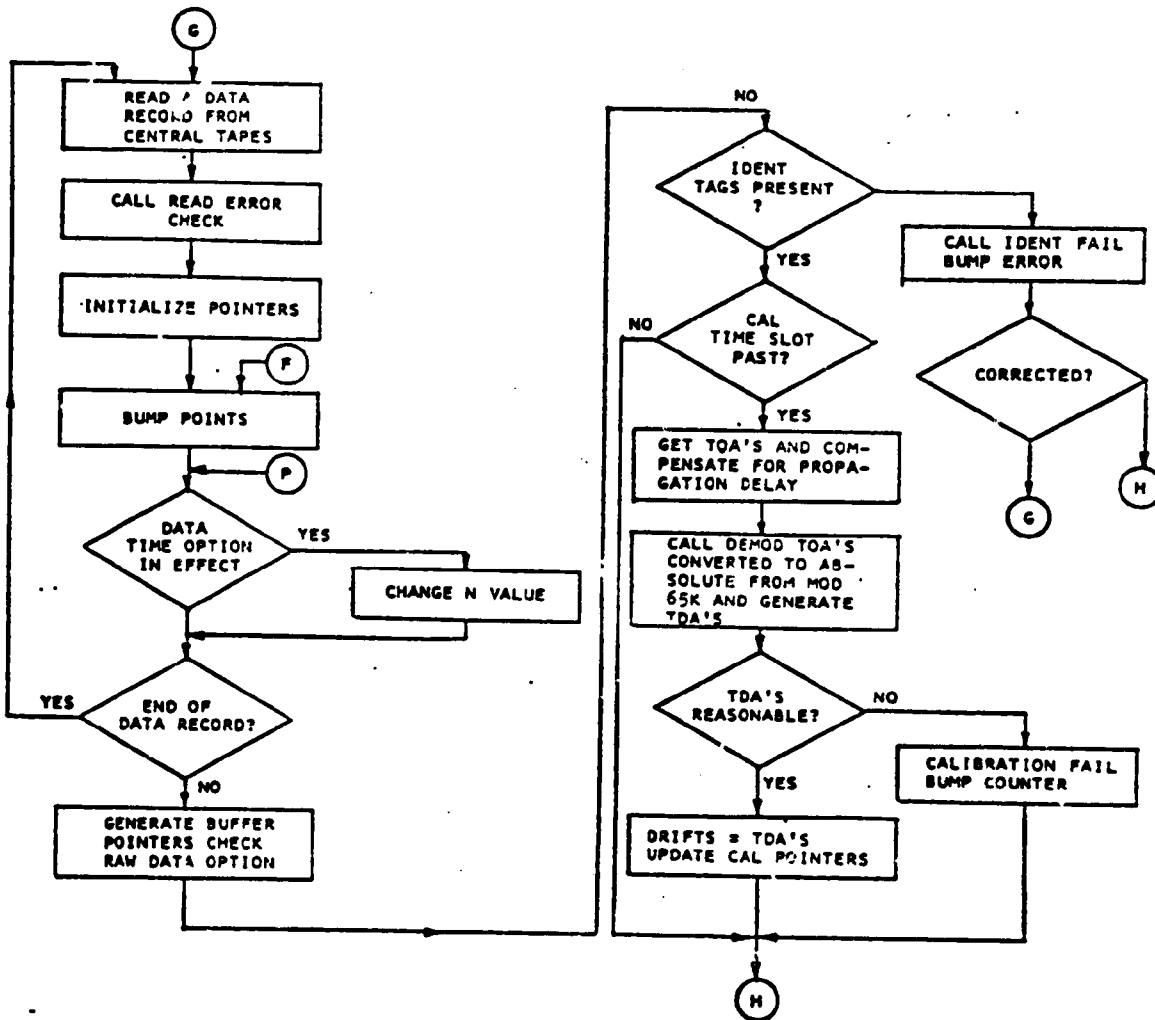 G
READ A DATA
RECORD FROM
CENTRAL TAPES
CALL READ ERROR
CHECK
INITIALIZE POINTERS
F
BUMP POINTS
P
DATA
TIME OPTION
IN EFFECT
YES
CHANGE N VALUE
END OF
DATA RECORD?
YES
NO
GENERATE BUFFER
POINTERS CHECK
RAW DATA OPTION
NO
IDENT
TAGS PRESENT
?
YES
CALL IDENT FAIL
BUMP ERROR
CORRECTED?
G
H
CAL
TIME SLOT
PAST?
NO
YES
GET TOA'S AND COM-
PENSATE FOR PROPA-
GATION DELAY
CALL DEMOD TOA'S
CONVERTED TO AB-
SOLUTE FROM MOD
65K AND GENERATE
TDA'S
TDA'S
REASONABLE?
NO
YES
CALIBRATION FAIL
BUMP COUNTER
DRIFTS = TDA'S
UPDATE CAL POINTERS
H